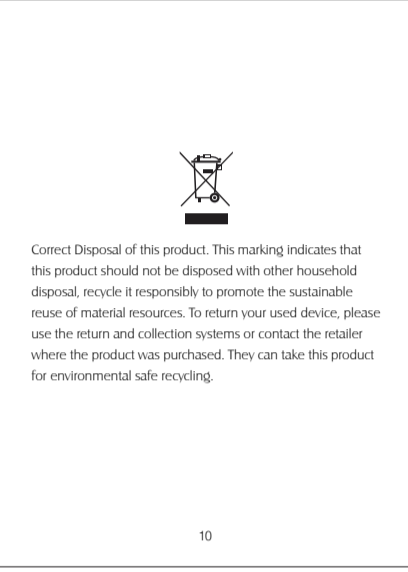 Correct Disposal of this product. This marking indicates that
this product should not be disposed with other household
disposal, recycle it responsibly to promote the sustainable
reuse of material resources. To return your used device, please
use the return and collection systems or contact the retailer
where the product was purchased. They can take this product
for environmental safe recycling.
10